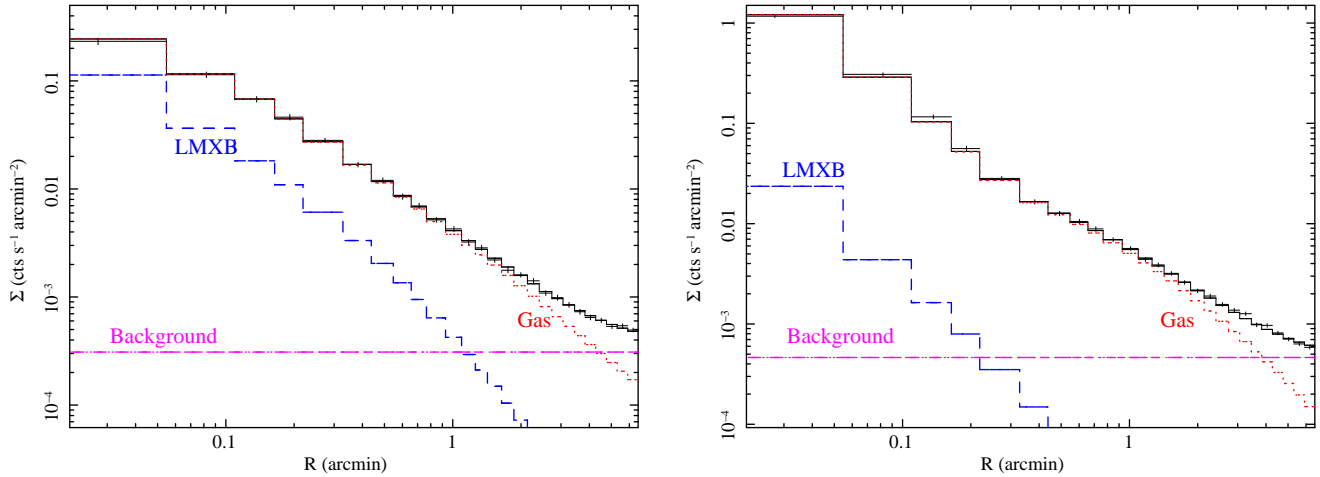 Σ (cts s⁻¹ arcmin⁻²)
0.1
0.01
10⁻³
10⁻⁴
LMXB
Gas
Background
0.1
1
R (arcmin)
Σ (cts s⁻¹ arcmin⁻²)
1
0.1
0.01
10⁻³
10⁻⁴
LMXB
Gas
Background
0.1
1
R (arcmin)